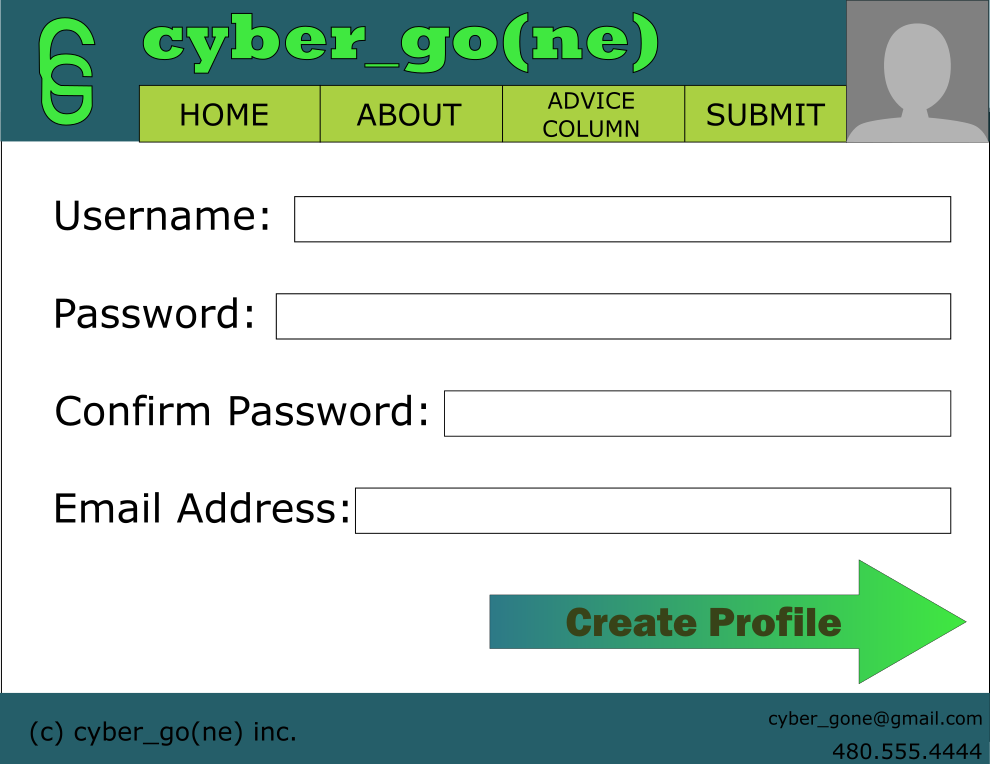 CG
cyber_go(ne)
HOME
ABOUT
ADVICE
COLUMN
SUBMIT
Username:
Password:
Confirm Password:
Email Address:
Create Profile
(c) cyber_go(ne) inc.
cyber_gone@gmail.com
480.555.4444